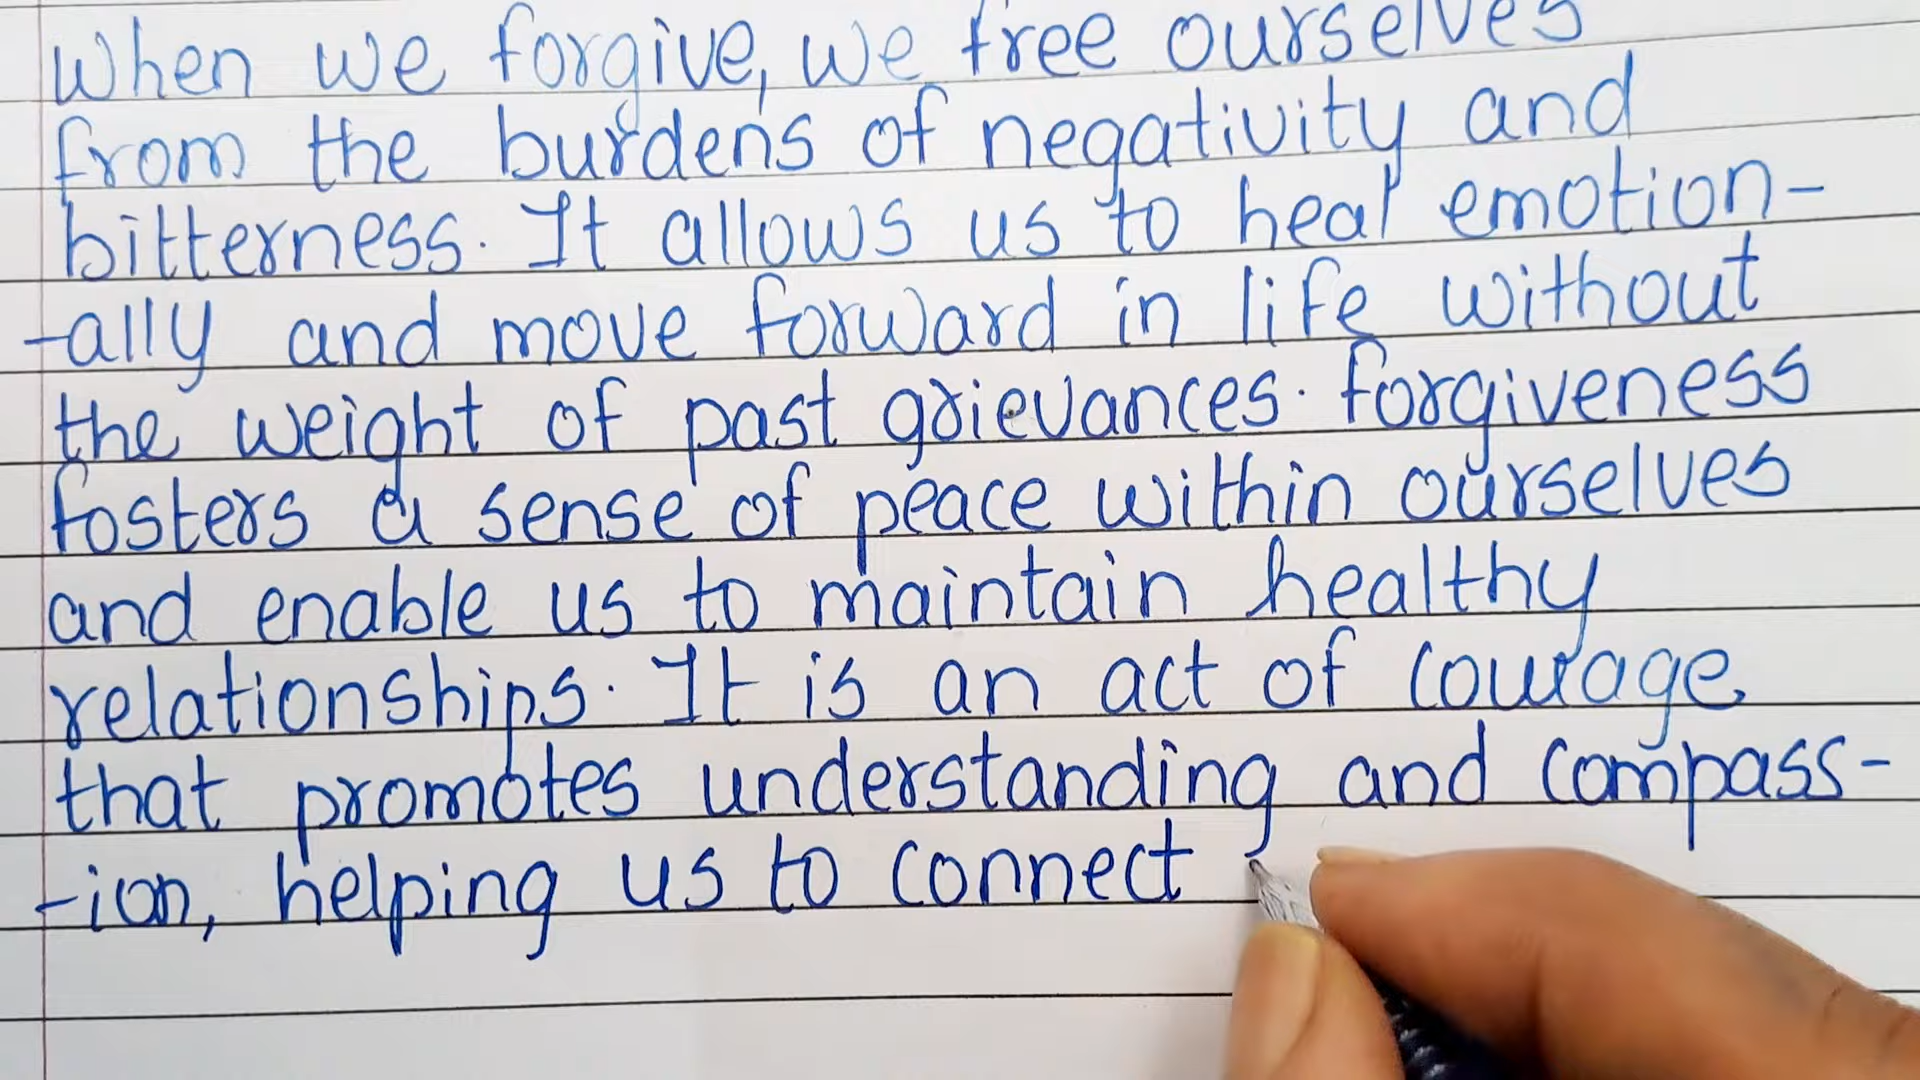 When we forgive, we free ourselves
from the burdens of negativity and
bitterness. It allows us to heal emotion-
-ally and move forward in life without
the weight of past grievances. forgiveness
fosters a sense of peace within ourselves
and enable us to maintain healthy
relationships. It is an act of courage
that promotes understanding and compass-
-ion, helping us to connect